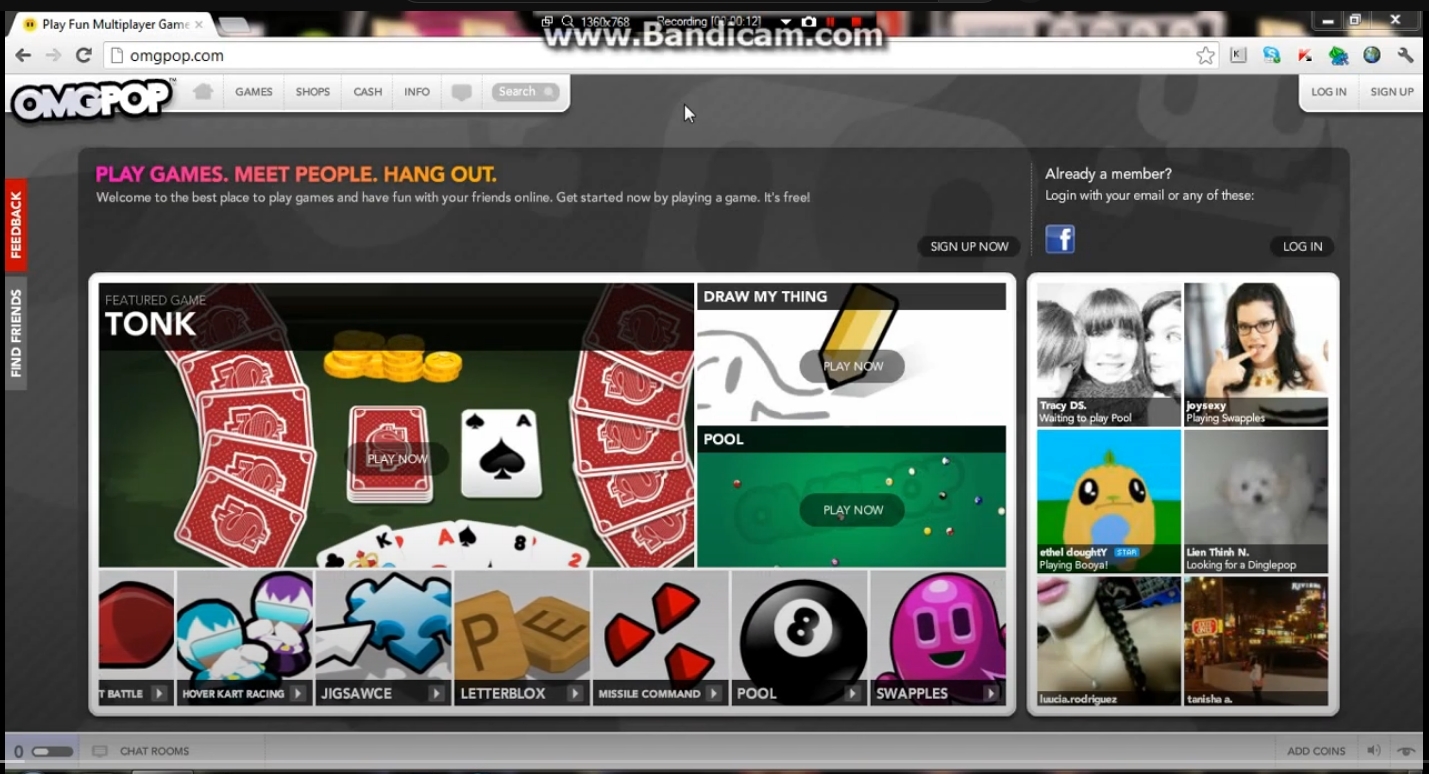 1360x768
Recording [00:00:12]
www.Bandicam.com
Play Fun Multiplayer Game
omgpop.com
OMGPOP™
GAMES
SHOPS
CASH
INFO
Search
LOG IN
SIGN UP
FEEDBACK
FIND FRIENDS
PLAY GAMES. MEET PEOPLE. HANG OUT.
Welcome to the best place to play games and have fun with your friends online. Get started now by playing a game. It's free!
SIGN UP NOW
Already a member?
Login with your email or any of these:
f
LOG IN
FEATURED GAME
TONK
PLAY NOW
A
K
A
8
2
DRAW MY THING
PLAY NOW
POOL
PLAY NOW
T BATTLE
HOVER KART RACING
JIGSAWCE
P
E
LETTERBLOX
MISSILE COMMAND
8
POOL
SWAPPLES
Tracy DS.
Waiting to play Pool
joysexy
Playing Swapples
ethel doughtY STAR
Playing Booya!
Lien Thinh N.
Looking for a Dinglepop
luucia.rodriguez
tanisha a.
0
CHAT ROOMS
ADD COINS